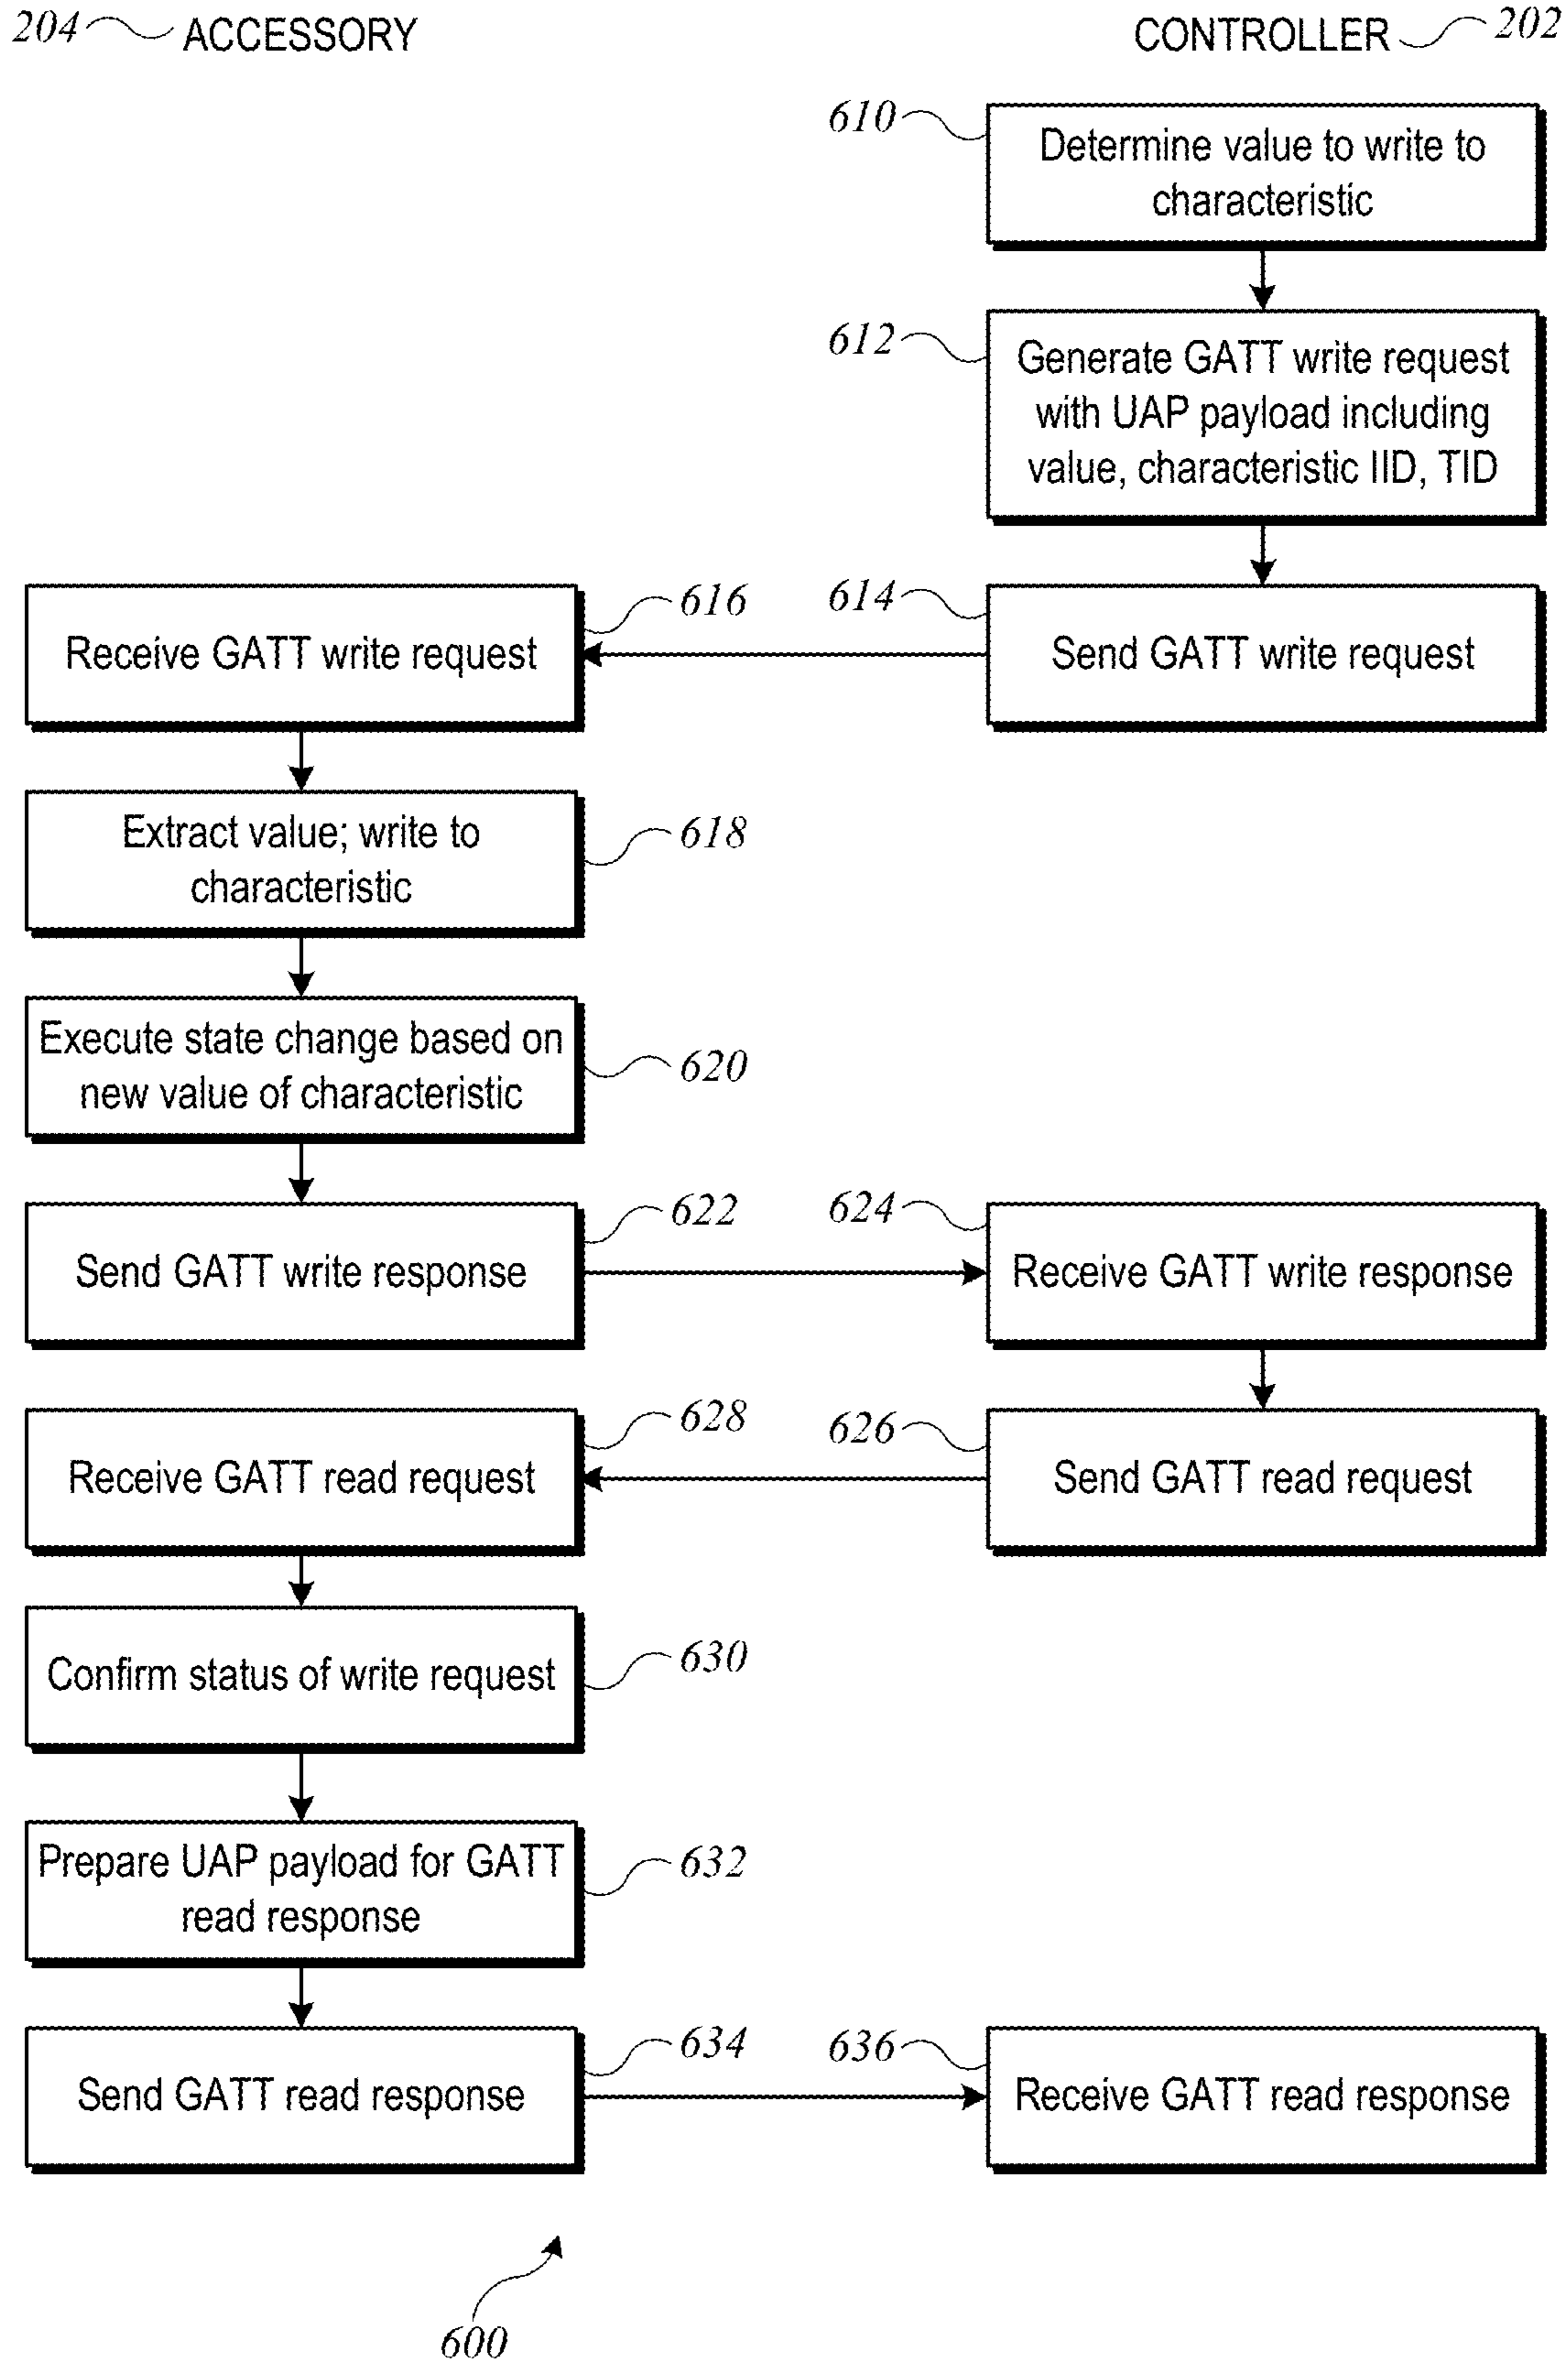 204 ACCESSORY
CONTROLLER 202
610
Determine value to write to
characteristic
612
Generate GATT write request
with UAP payload including
value, characteristic IID, TID
614
Send GATT write request
616
Receive GATT write request
618
Extract value; write to
characteristic
620
Execute state change based on
new value of characteristic
622
Send GATT write response
624
Receive GATT write response
626
Send GATT read request
628
Receive GATT read request
630
Confirm status of write request
632
Prepare UAP payload for GATT
read response
634
Send GATT read response
636
Receive GATT read response
600